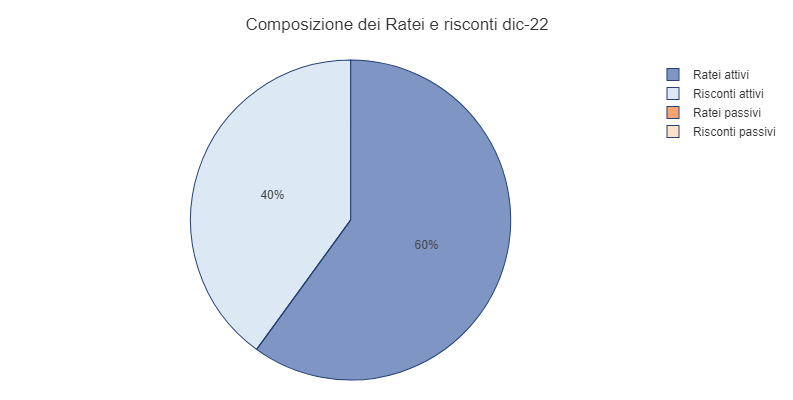 Composizione dei Ratei e risconti dic-22
Ratei attivi
Risconti attivi
Ratei passivi
Risconti passivi
40%
60%